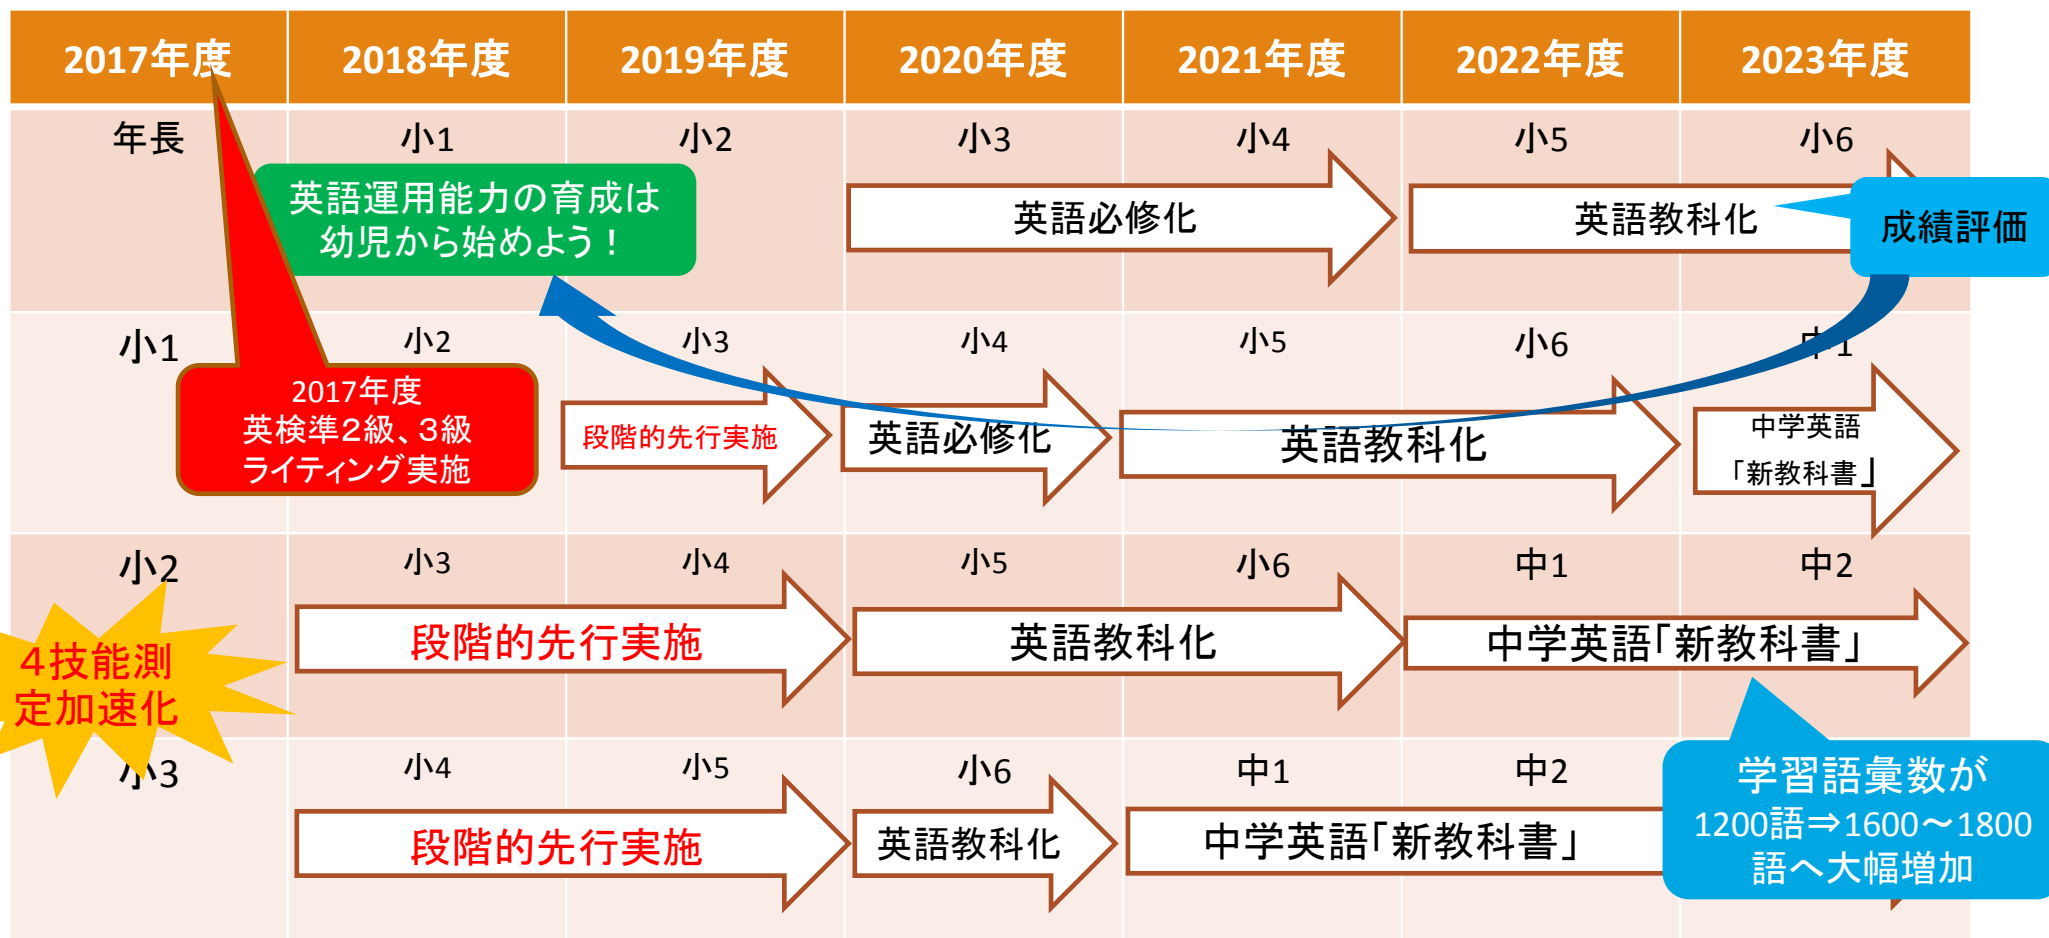 2017年度 2018年度 2019年度 2020年度 2021年度 2022年度 2023年度
年長 小1 小2 小3 小4 小5 小6
英語運用能力の育成は
幼児から始めよう！
英語必修化
英語教科化
成績評価
小1 小2 小3 小4 小5 小6 中1
2017年度
英検準２級、３級
ライティング実施
段階的先行実施
英語必修化
英語教科化
中学英語
「新教科書」
小2 小3 小4 小5 小6 中1 中2
４技能測
定加速化
段階的先行実施
英語教科化
中学英語「新教科書」
小3 小4 小5 小6 中1 中2
段階的先行実施
英語教科化
中学英語「新教科書」
学習語彙数が
1200語⇒1600～1800
語へ大幅増加